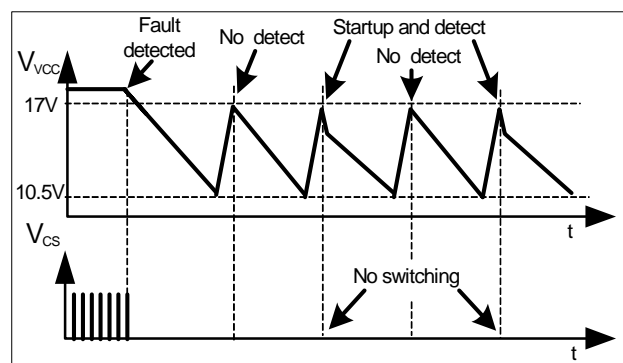 Fault
detected
No detect
Startup and detect
No detect
VVCC
17V
10.5V
t
VCS
No switching
t